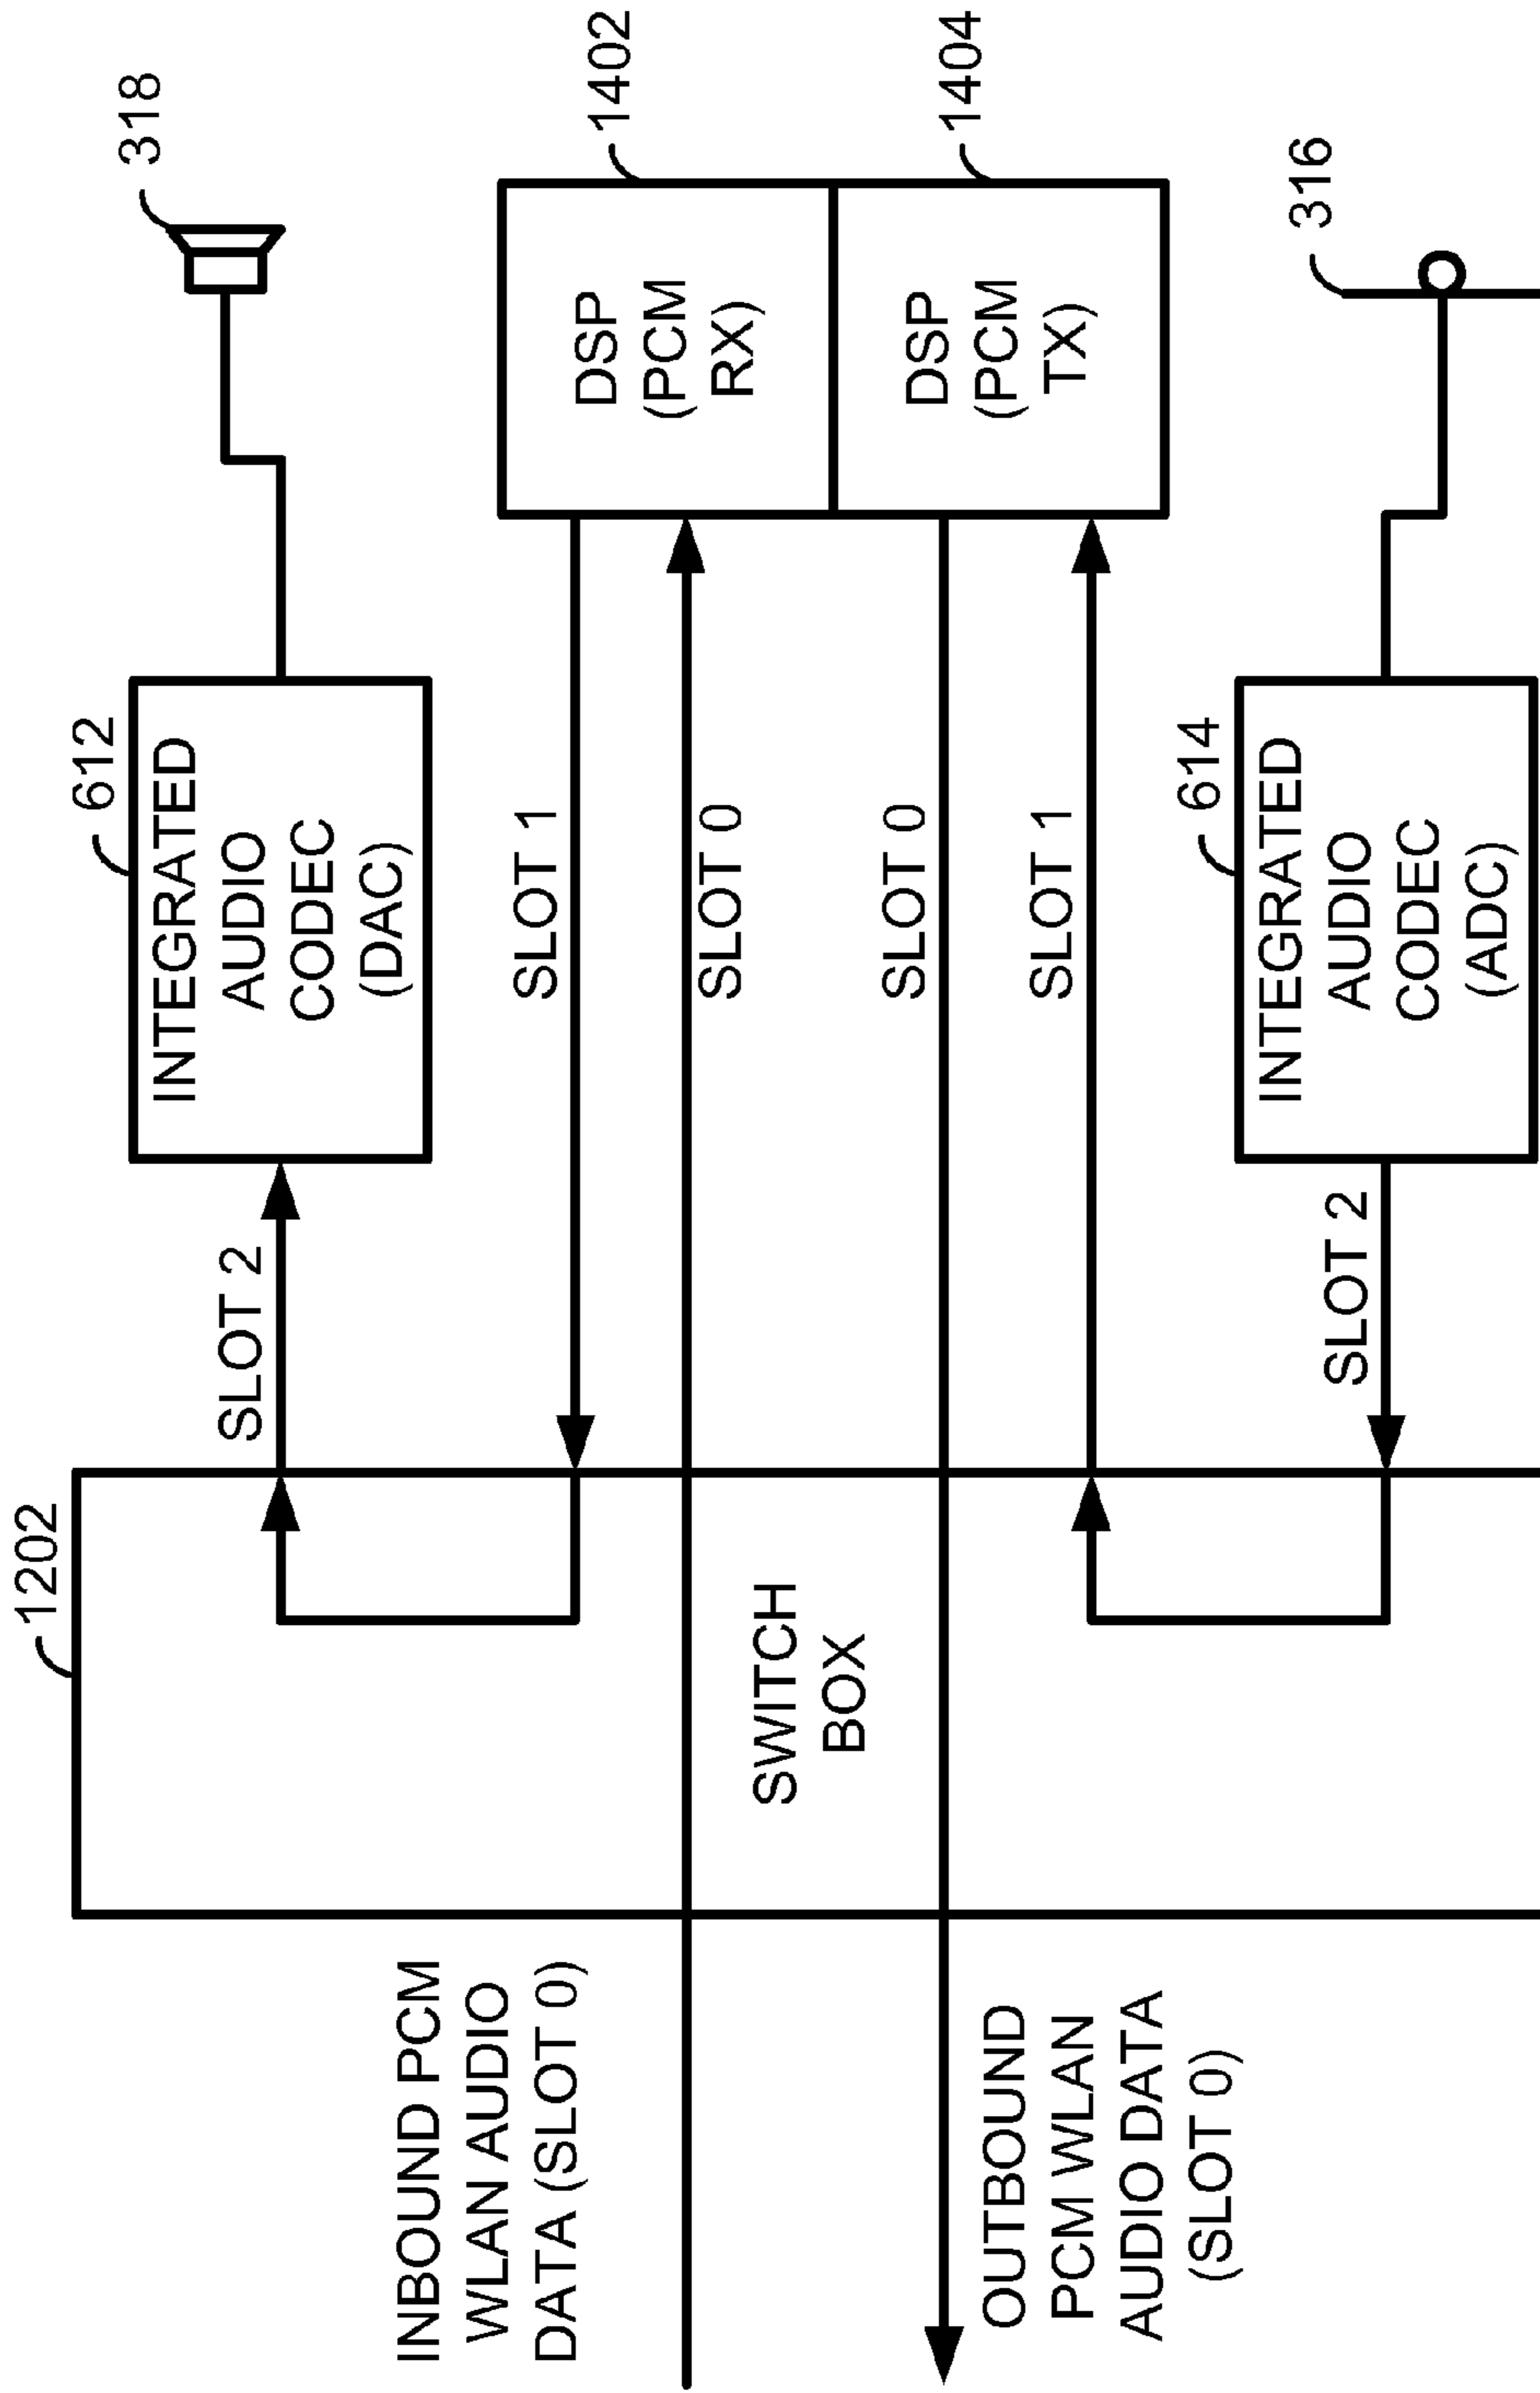 318
612
INTEGRATED
AUDIO
CODEC
(DAC)
SLOT 2
1202
1402
DSP
(PCM
RX)
SLOT 1
SLOT 0
INBOUND PCM
WLAN AUDIO
DATA (SLOT 0)
SWITCH
BOX
1404
DSP
(PCM
TX)
SLOT 0
SLOT 1
OUTBOUND
PCM WLAN
AUDIO DATA
(SLOT 0)
316
614
INTEGRATED
AUDIO
CODEC
(ADC)
SLOT 2